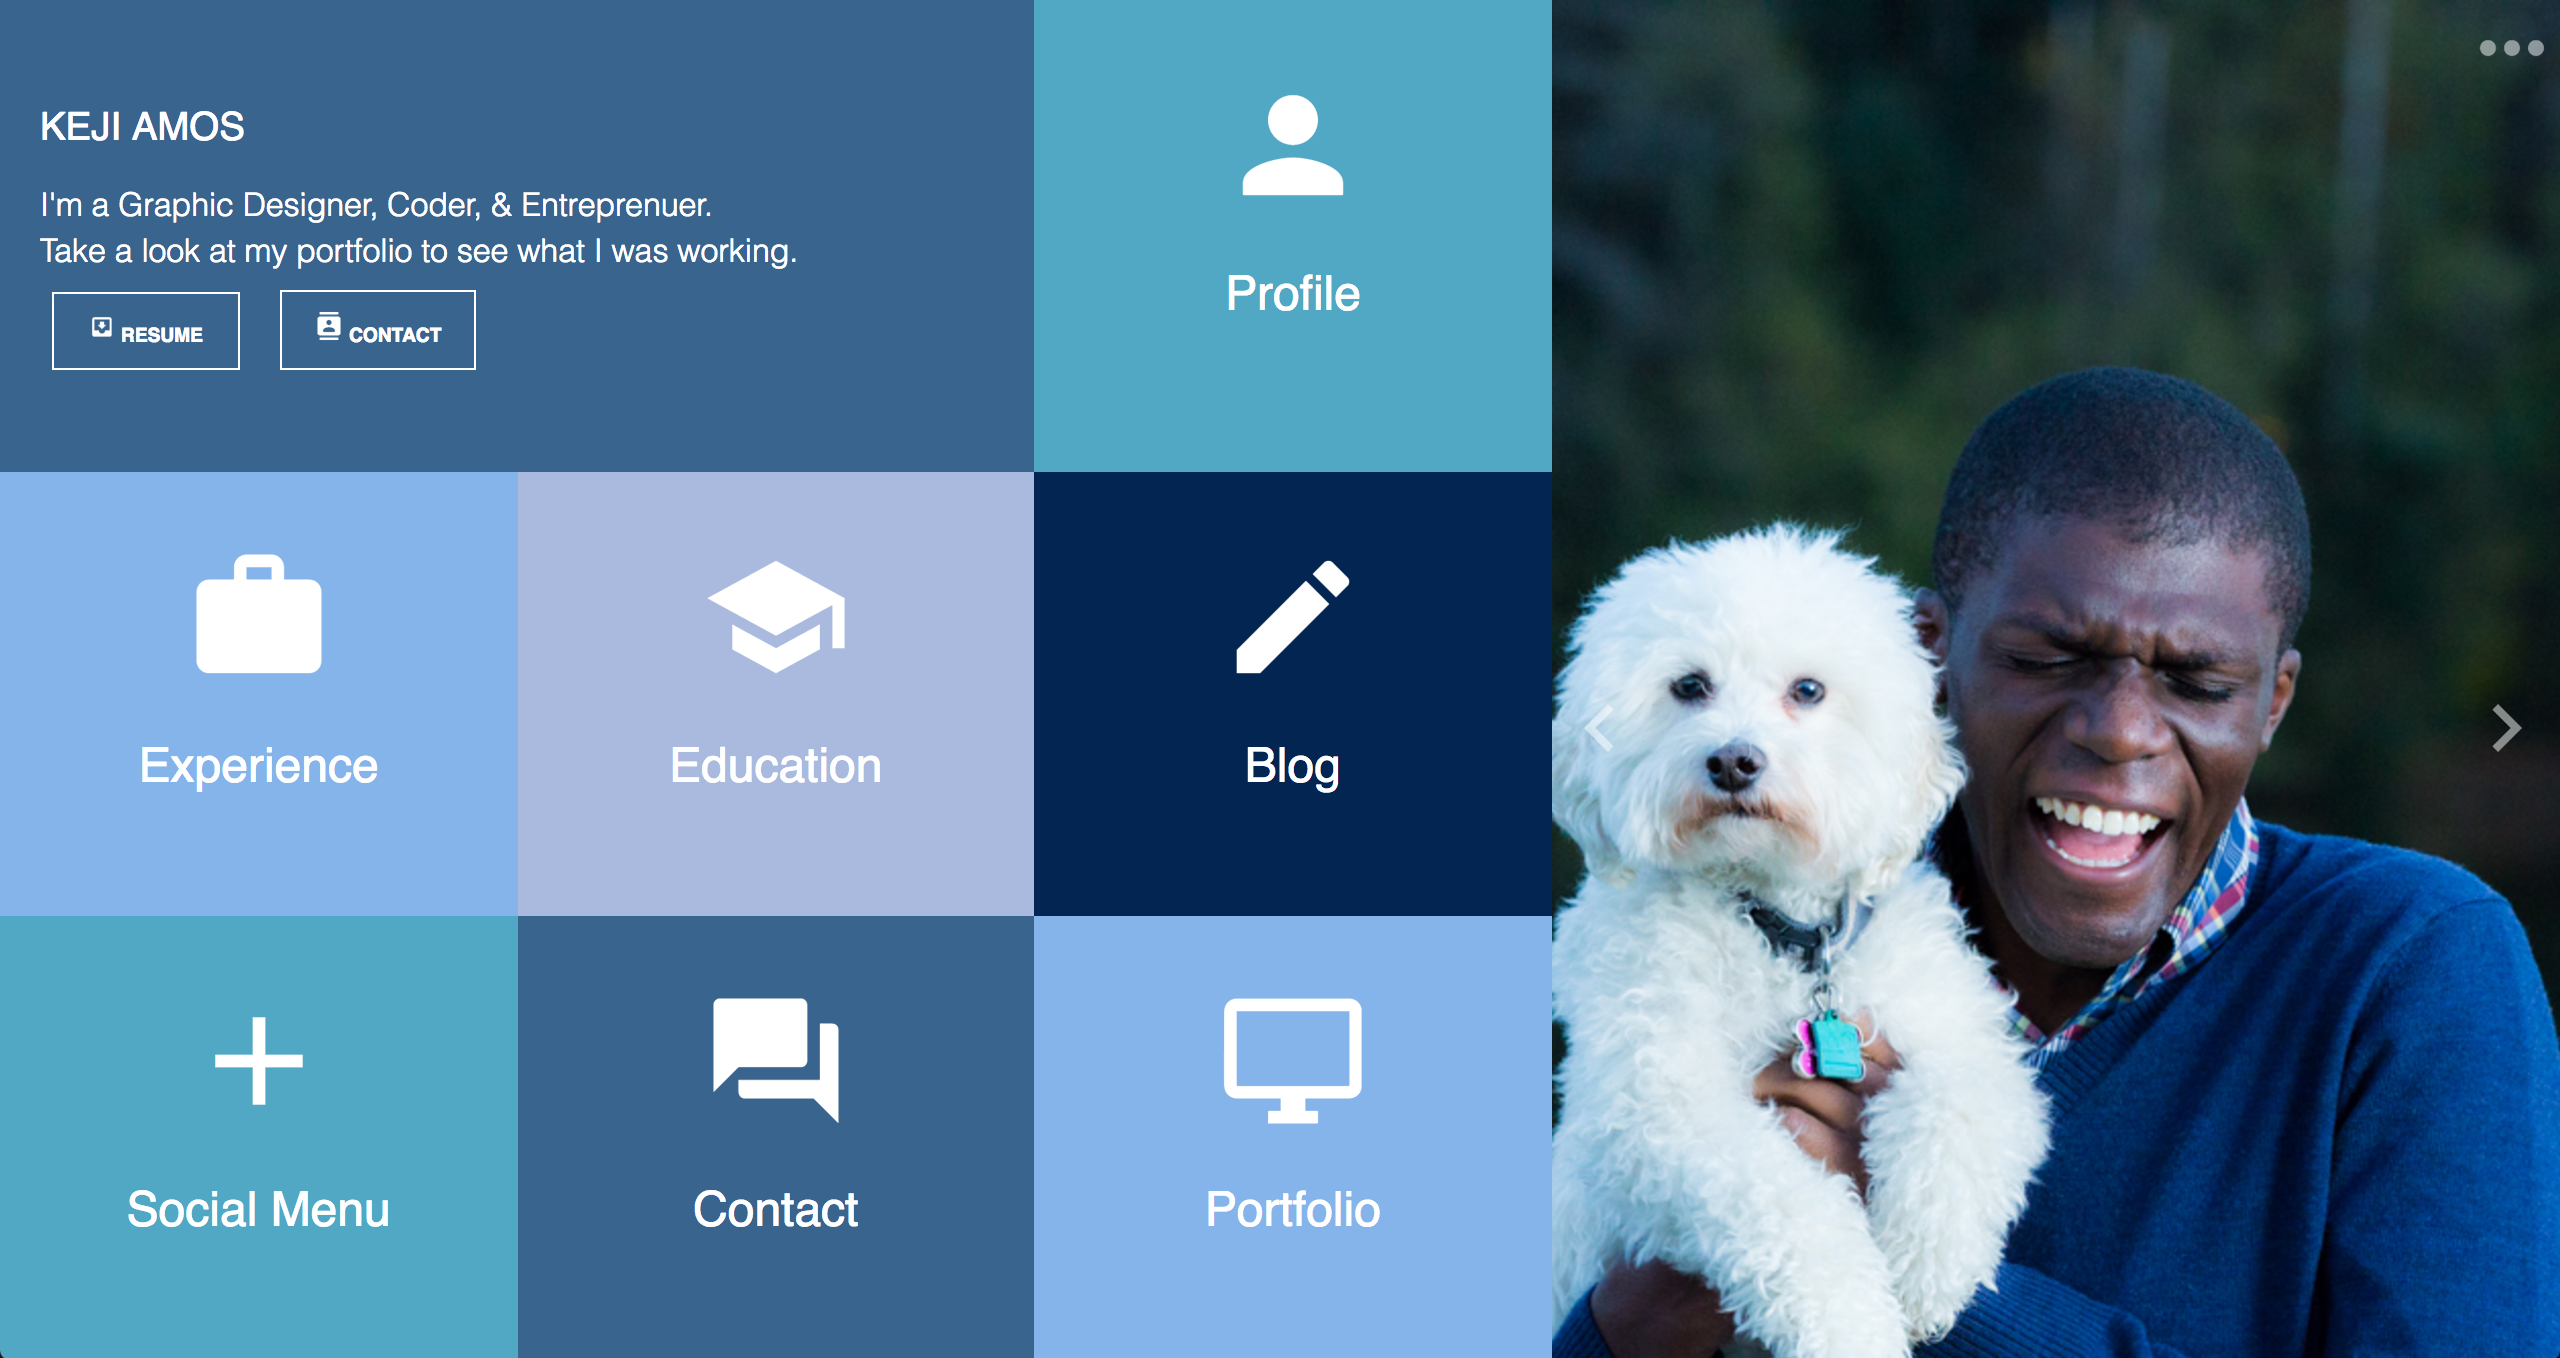 KEJI AMOS
I'm a Graphic Designer, Coder, & Entreprenuer.
Take a look at my portfolio to see what I was working.
RESUME
CONTACT
Profile
Experience
Education
Blog
Social Menu
Contact
Portfolio